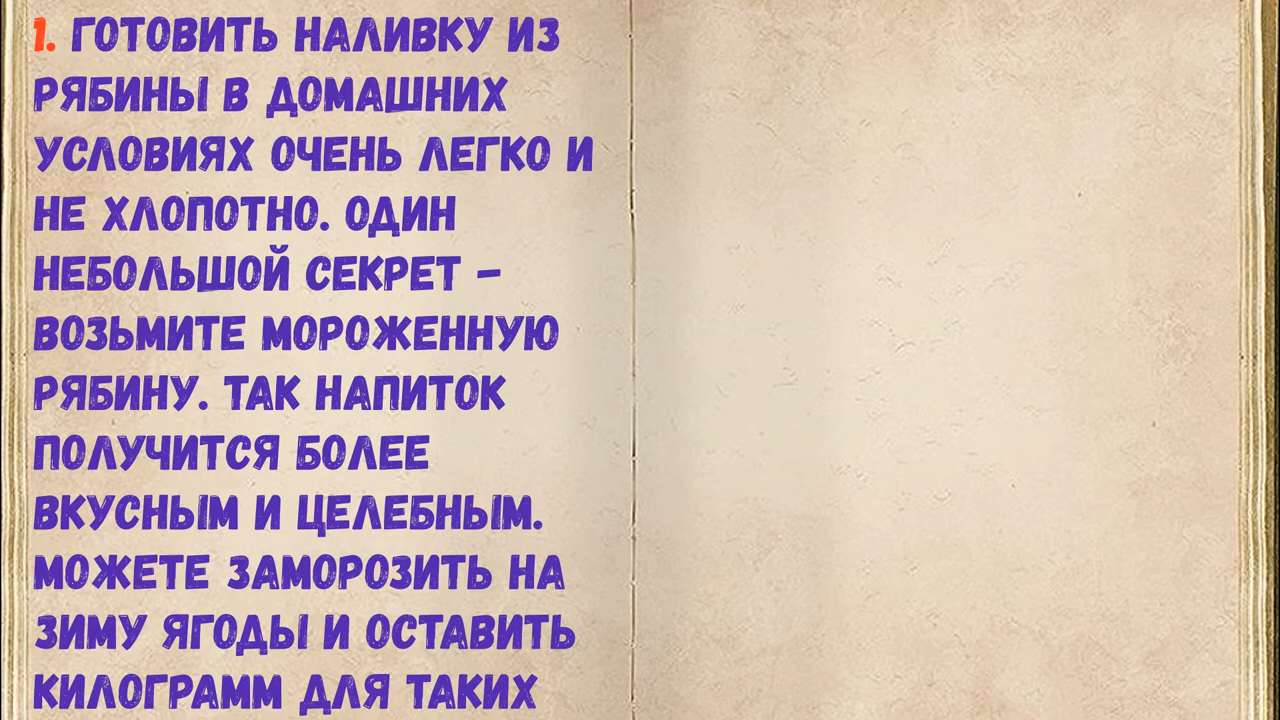 1. ГОТОВИТЬ НАЛИВКУ ИЗ
РЯБИНЫ В ДОМАШНИХ
УСЛОВИЯХ ОЧЕНЬ ЛЕГКО И
НЕ ХЛОПОТНО. ОДИН
НЕБОЛЬШОЙ СЕКРЕТ –
ВОЗЬМИТЕ МОРОЖЕННУЮ
РЯБИНУ. ТАК НАПИТОК
ПОЛУЧИТСЯ БОЛЕЕ
ВКУСНЫМ И ЦЕЛЕБНЫМ.
МОЖЕТЕ ЗАМОРОЗИТЬ НА
ЗИМУ ЯГОДЫ И ОСТАВИТЬ
КИЛОГРАММ ДЛЯ ТАКИХ